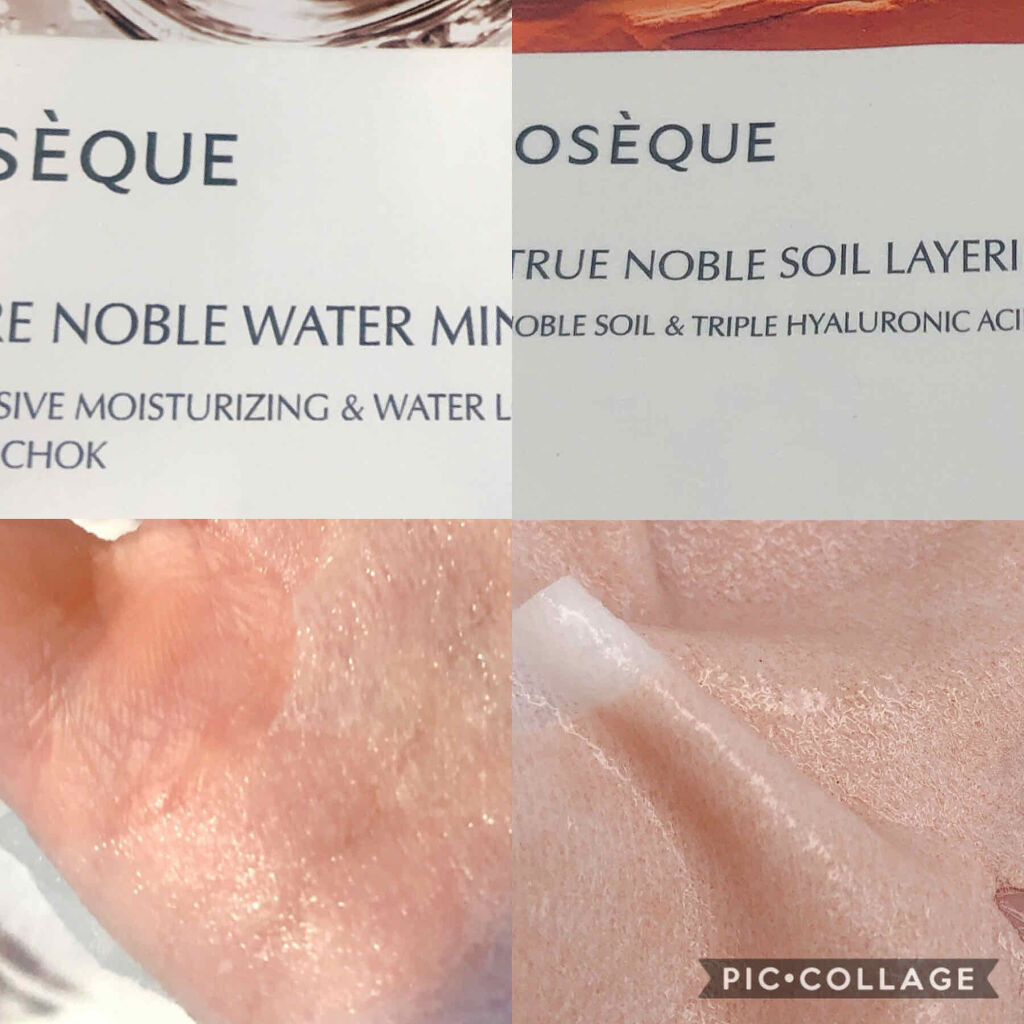 SÈQUE
RE NOBLE WATER MIN
SIVE MOISTURIZING & WATER L
CHOK
OSÈQUE
TRUE NOBLE SOIL LAYERI
OBLE SOIL & TRIPLE HYALURONIC ACI
PIC•COLLAGE